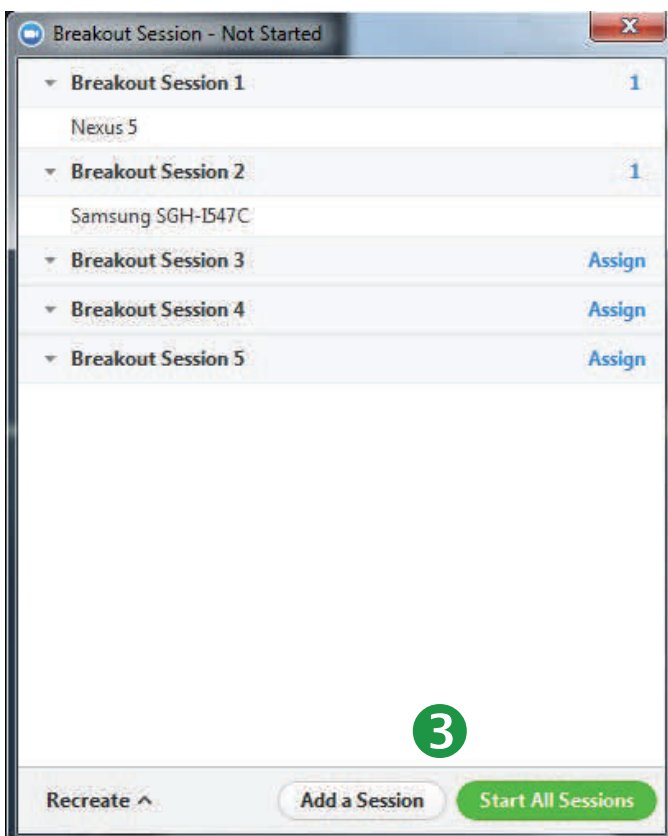 Breakout Session - Not Started
Breakout Session 1 1
Nexus 5
Breakout Session 2 1
Samsung SGH-I547C
Breakout Session 3 Assign
Breakout Session 4 Assign
Breakout Session 5 Assign
3
Recreate Add a Session Start All Sessions